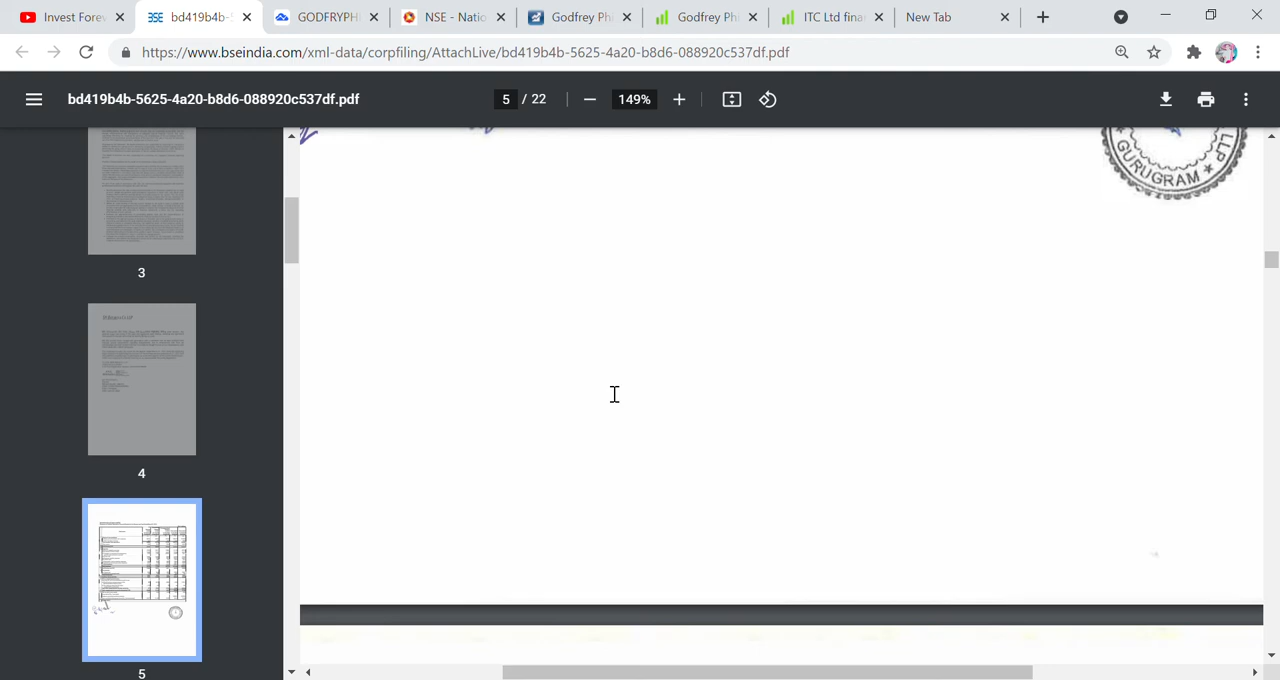 Invest Fore
bd419b4b-
GODFRYPH
NSE - Natio
Godfrey Ph
Godfrey Ph
ITC Ltd fina
New Tab
https://www.bseindia.com/xml-data/corpfiling/AttachLive/bd419b4b-5625-4a20-b8d6-088920c537df.pdf
bd419b4b-5625-4a20-b8d6-088920c537df.pdf
5 / 22
149%
LLP
GURUGRAM
3
4
5